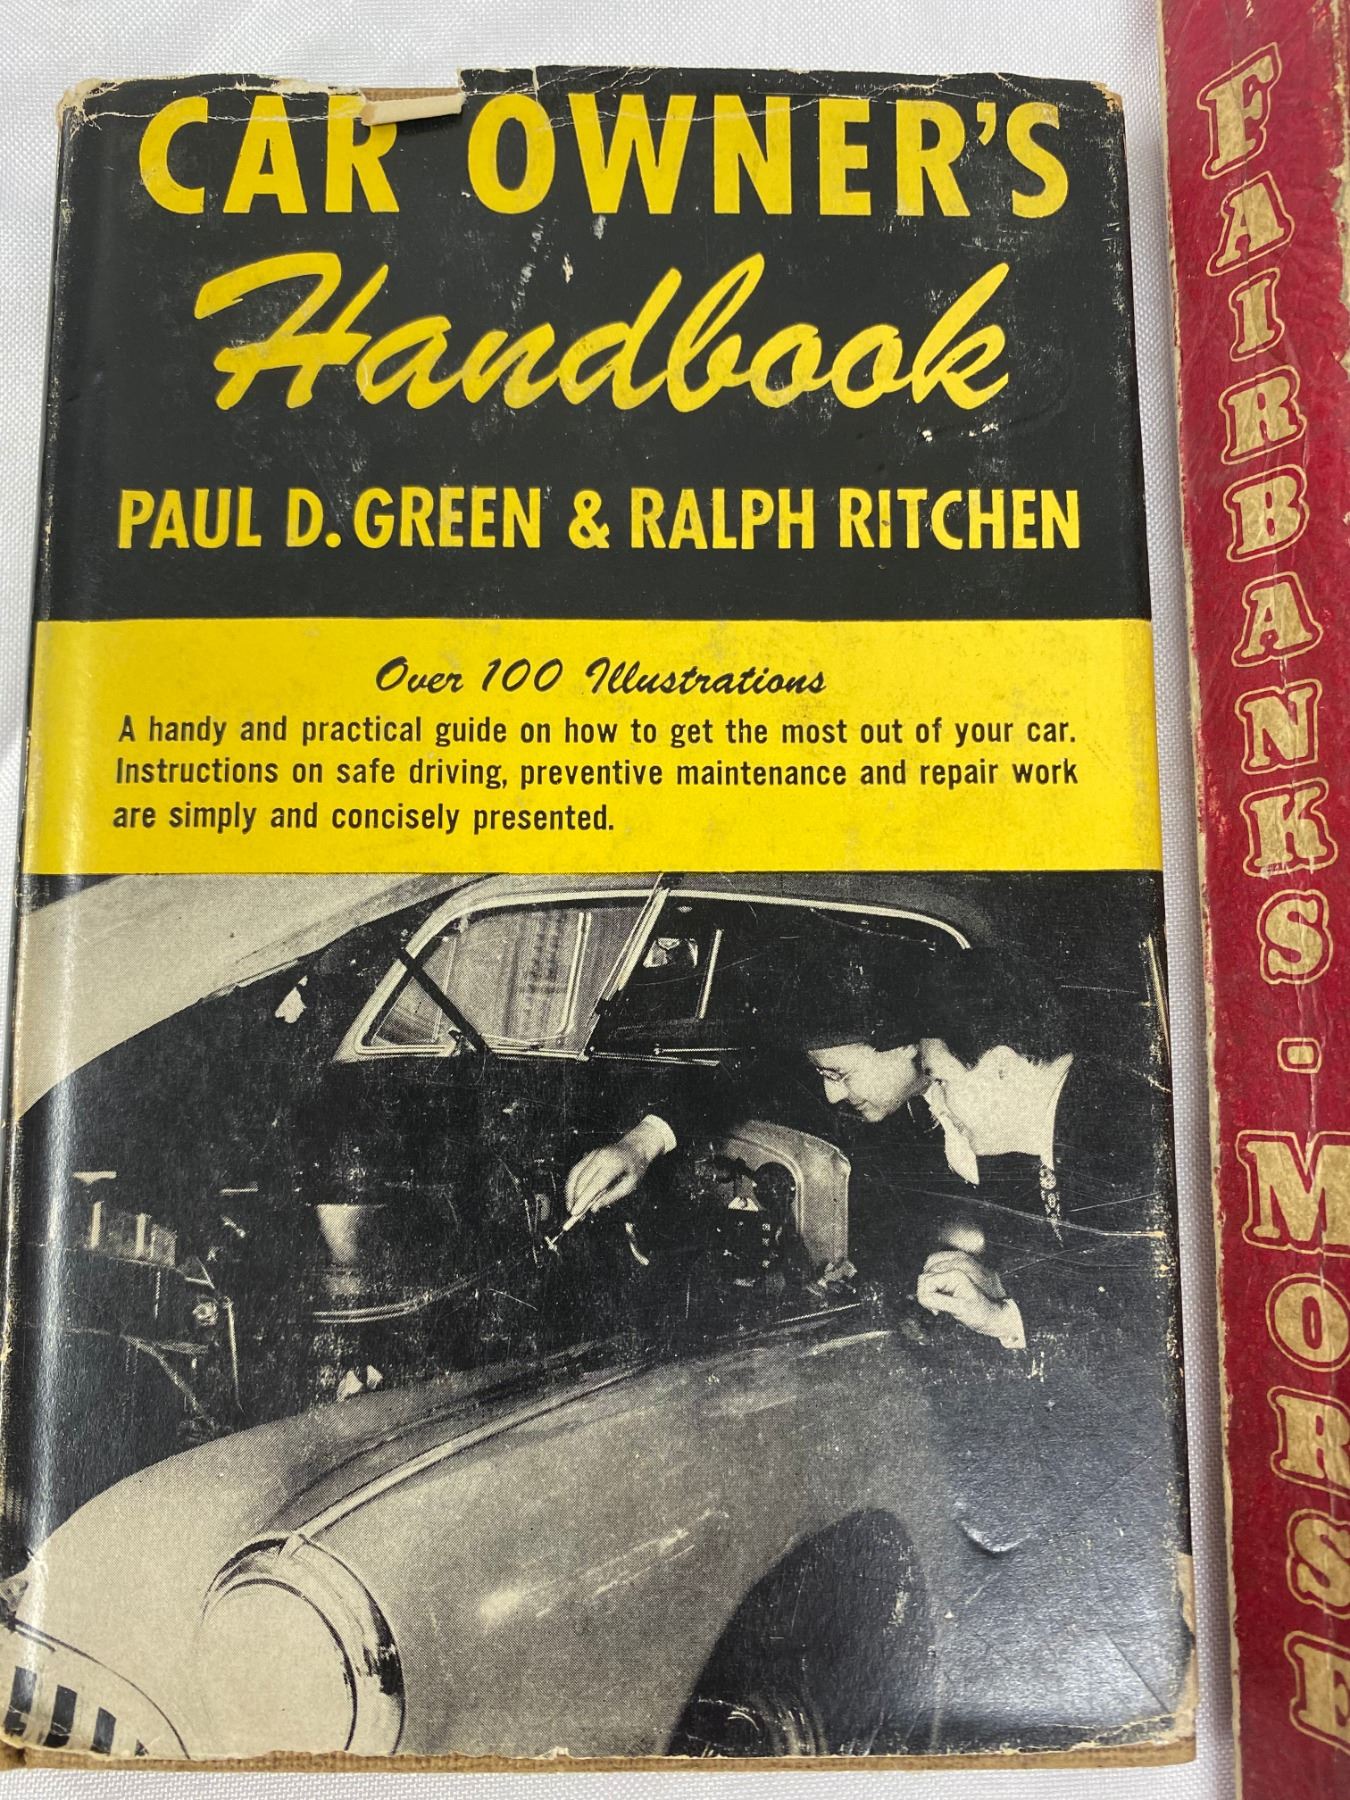 CAR OWNER'S
Handbook
PAUL D. GREEN & RALPH RITCHEN
Over 100 Illustrations
A handy and practical guide on how to get the most out of your car.
Instructions on safe driving, preventive maintenance and repair work
are simply and concisely presented.
FAIRBANKS · MORSE